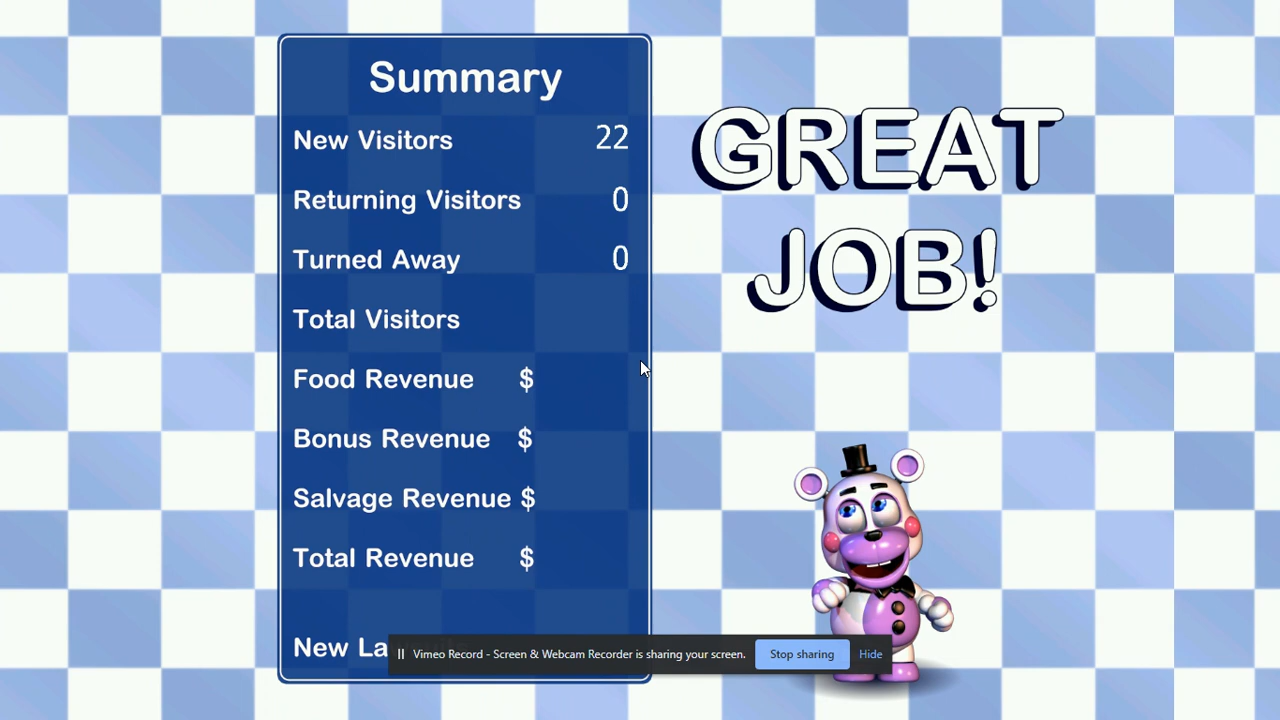 Summary
New Visitors 22
Returning Visitors 0
Turned Away 0
Total Visitors
Food Revenue $
Bonus Revenue $
Salvage Revenue $
Total Revenue $
New
GREAT
JOB!
Vimeo Record - Screen & Webcam Recorder is sharing your screen. Stop sharing Hide